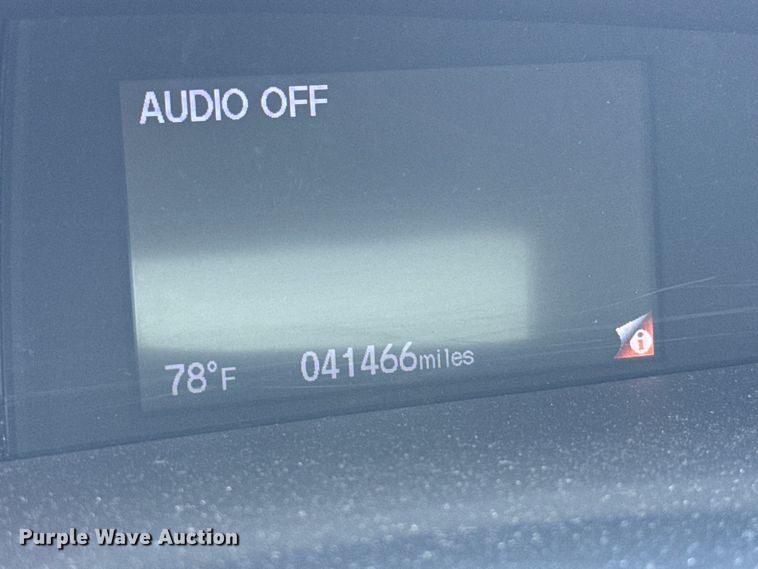 AUDIO OFF
78°F 041466miles
i
Purple Wave Auction